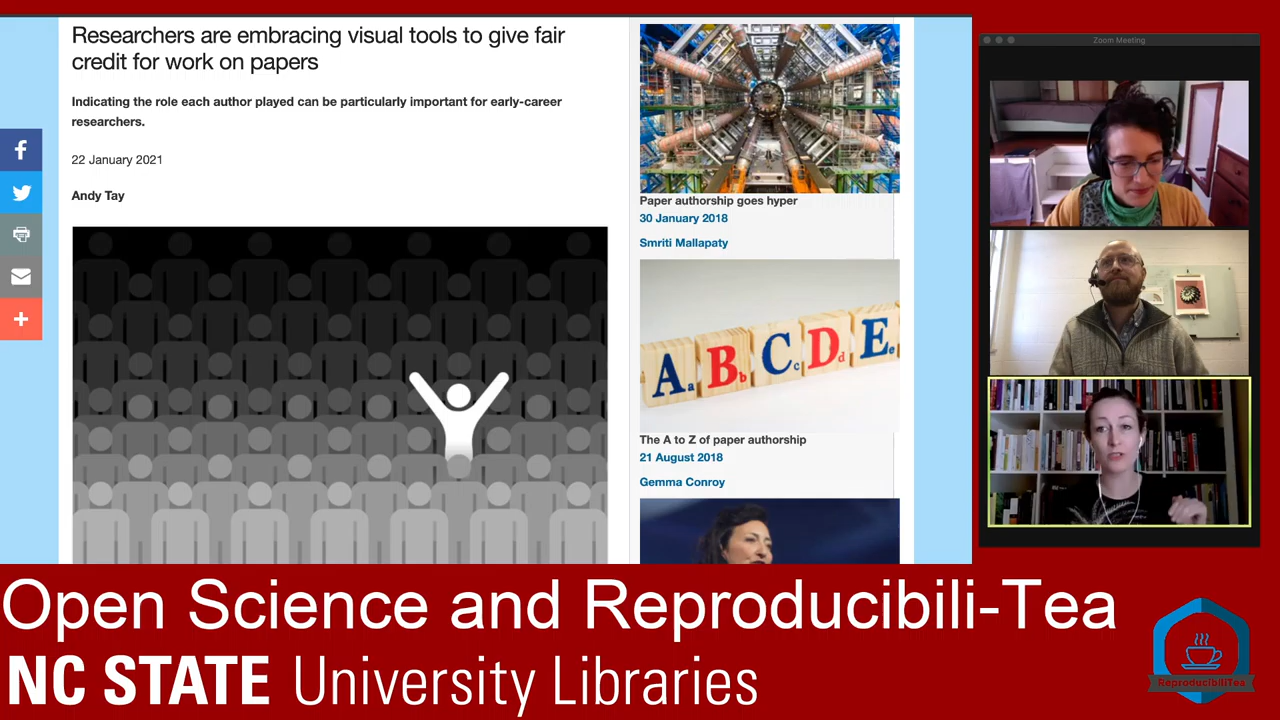 Researchers are embracing visual tools to give fair
credit for work on papers
Indicating the role each author played can be particularly important for early-career
researchers.
22 January 2021
Andy Tay
Paper authorship goes hyper
30 January 2018
Smriti Mallapaty
A a B b C c D d E e
The A to Z of paper authorship
21 August 2018
Gemma Conroy
Zoom Meeting
Open Science and Reproducibili-Tea
NC STATE University Libraries
ReproducibiliTea